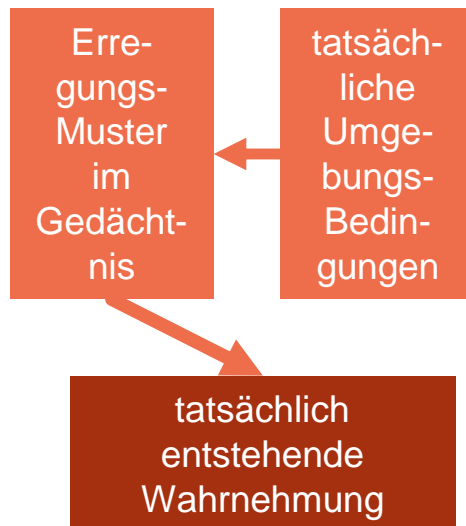 Erre-
gungs-
Muster
im
Gedächt-
nis
tatsäch-
liche
Umge-
bungs-
Bedin-
gungen
tatsächlich
entstehende
Wahrnehmung